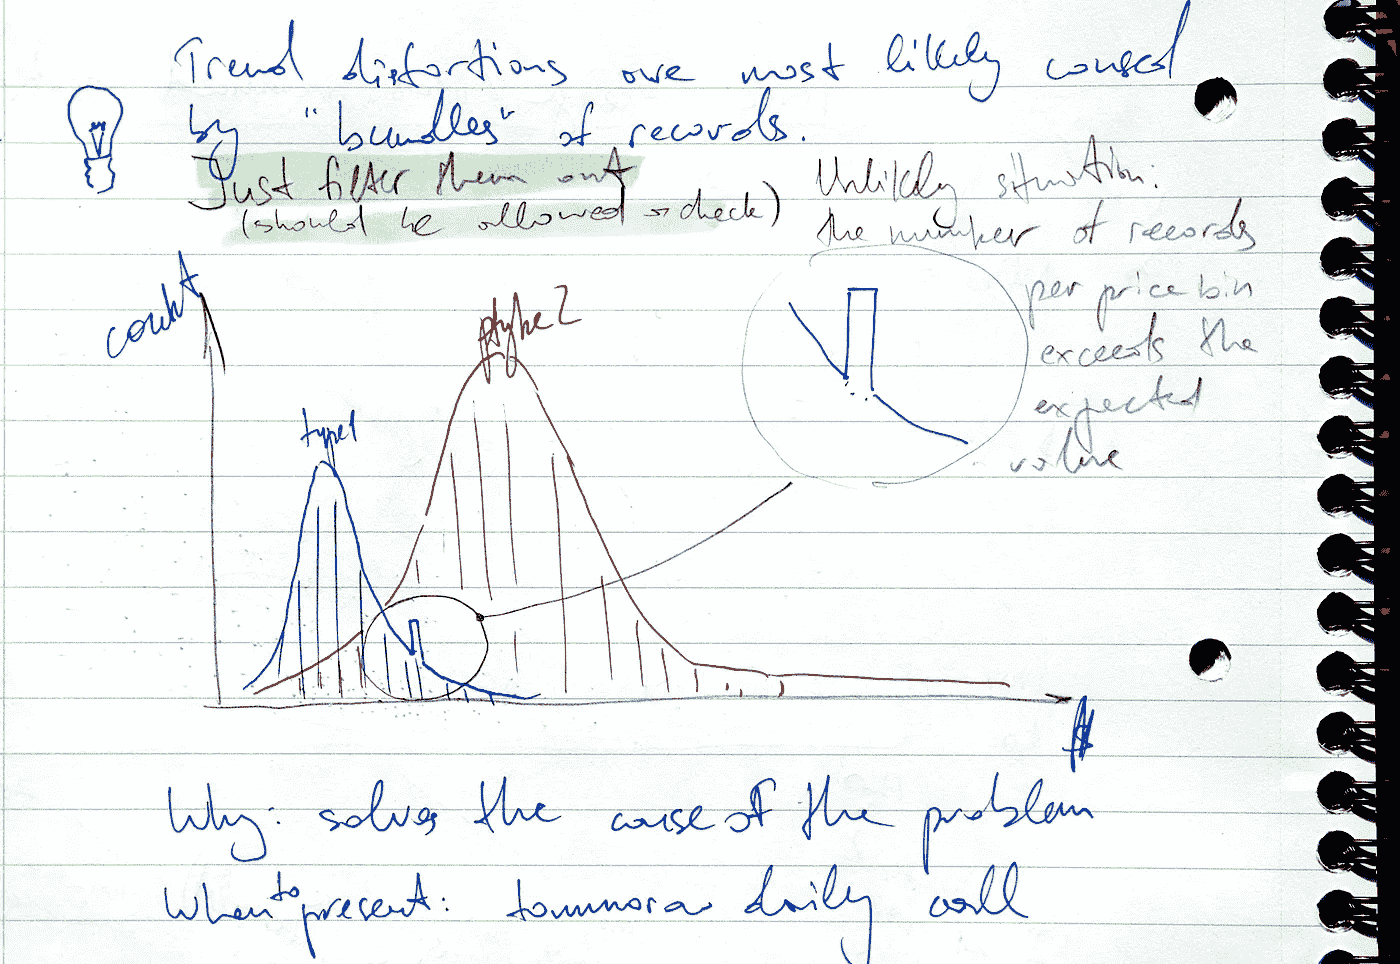 Trend distortions are most likely caused
by "bundles" of records.
Just filter them out
(should be allowed → check)
Unlikely situation:
the number of records
per price bin
exceeds the
expected
value
count
type 1
type 2
$
Why: solves the cause of the problem
When to present: tommorow daily call